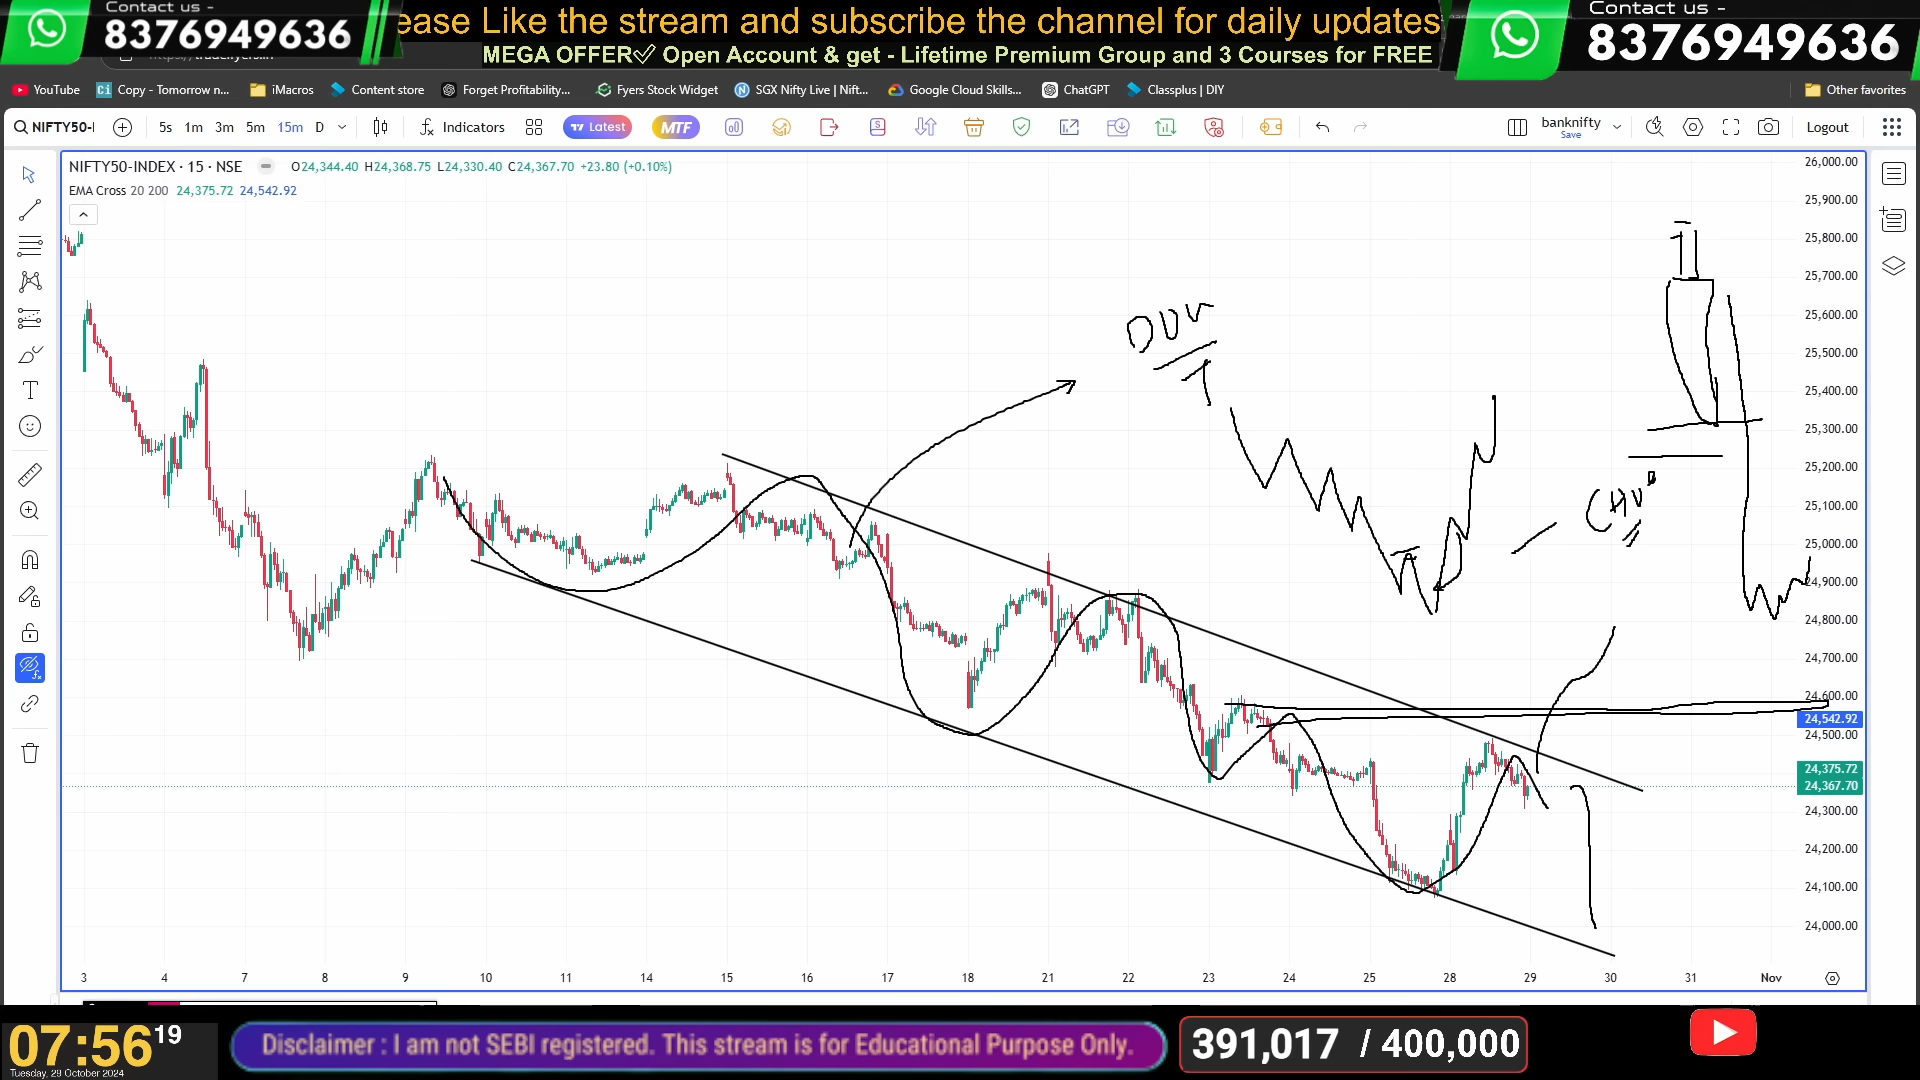 Contact us -
8376949636
ease Like the stream and subscribe the channel for daily updates
MEGA OFFER✓ Open Account & get - Lifetime Premium Group and 3 Courses for FREE
Contact us -
8376949636
YouTube
Copy - Tomorrow n...
iMacros
Content store
Forget Profitability...
Fyers Stock Widget
SGX Nifty Live | Nift...
Google Cloud Skills...
ChatGPT
Classplus | DIY
Other favorites
NIFTY50-I
5s 1m 3m 5m 15m D
Indicators
Latest
MTF
banknifty
Save
Logout
NIFTY50-INDEX · 15 · NSE
O24,344.40 H24,368.75 L24,330.40 C24,367.70 +23.80 (+0.10%)
EMA Cross 20 200 24,375.72 24,542.92
26,000.00
25,900.00
25,800.00
25,700.00
25,600.00
25,500.00
25,400.00
25,300.00
25,200.00
25,100.00
25,000.00
24,900.00
24,800.00
24,700.00
24,600.00
24,542.92
24,500.00
24,375.72
24,367.70
24,300.00
24,200.00
24,100.00
24,000.00
3 4 7 8 9 10 11 14 15 16 17 18 21 22 23 24 25 28 29 30 31 Nov
07:56 19
Tuesday, 29 October 2024
Disclaimer : I am not SEBI registered. This stream is for Educational Purpose Only.
391,017 / 400,000